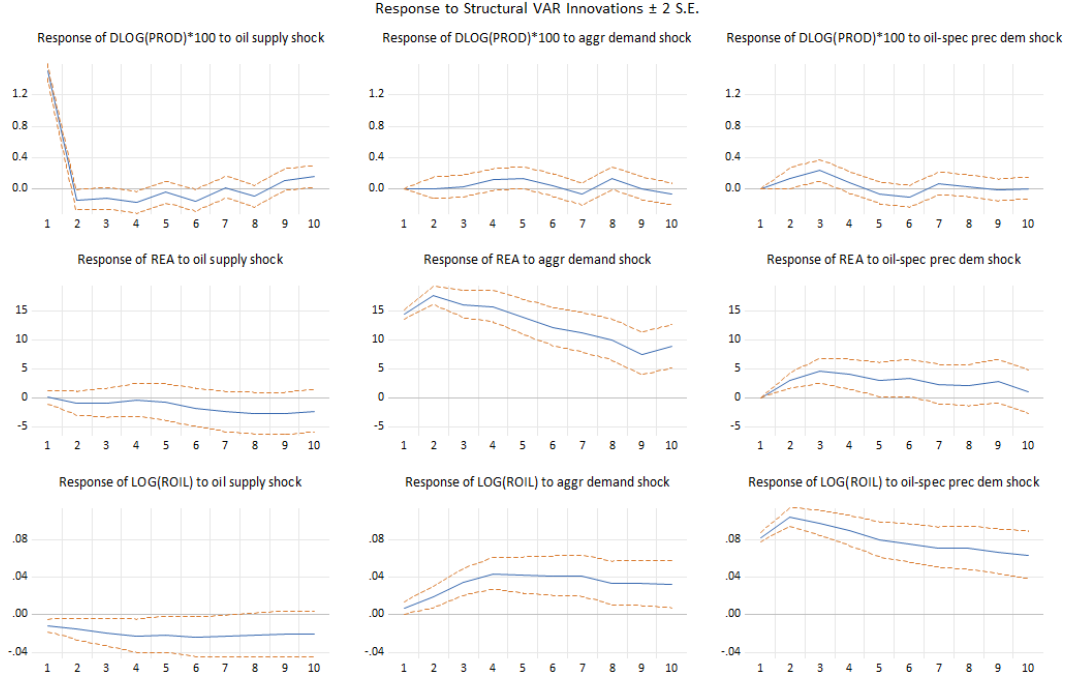 Response to Structural VAR Innovations ± 2 S.E.
Response of DLOG(PROD)*100 to oil supply shock
Response of DLOG(PROD)*100 to aggr demand shock
Response of DLOG(PROD)*100 to oil-spec prec dem shock
1.2 1.2 1.2
0.8 0.8 0.8
0.4 0.4 0.4
0.0 0.0 0.0
1 2 3 4 5 6 7 8 9 10 1 2 3 4 5 6 7 8 9 10 1 2 3 4 5 6 7 8 9 10
Response of REA to oil supply shock
Response of REA to aggr demand shock
Response of REA to oil-spec prec dem shock
15 15 15
10 10 10
5 5 5
0 0 0
-5 -5 -5
1 2 3 4 5 6 7 8 9 10 1 2 3 4 5 6 7 8 9 10 1 2 3 4 5 6 7 8 9 10
Response of LOG(ROIL) to oil supply shock
Response of LOG(ROIL) to aggr demand shock
Response of LOG(ROIL) to oil-spec prec dem shock
.08 .08 .08
.04 .04 .04
.00 .00 .00
-.04 -.04 -.04
1 2 3 4 5 6 7 8 9 10 1 2 3 4 5 6 7 8 9 10 1 2 3 4 5 6 7 8 9 10